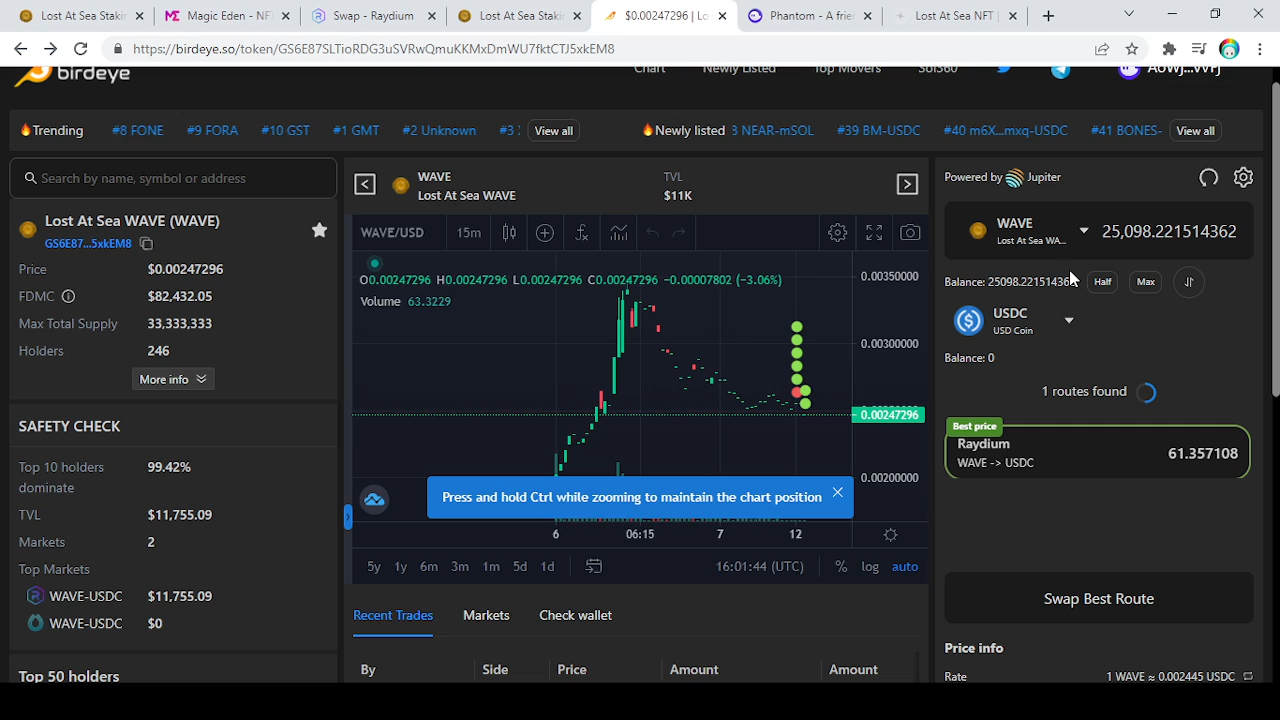 Lost At Sea Staki
Magic Eden - NF
Swap - Raydium
Lost At Sea Staki
$0.00247296 | Lo
Phantom - A frie
Lost At Sea NFT |
https://birdeye.so/token/GS6E87SLTioRDG3uSVRwQmuKKMxDmWU7fktCTJ5xkEM8
birdeye
Chart
Newly Listed
Top Movers
Sol360
Trending
#8 FONE
#9 FORA
#10 GST
#1 GMT
#2 Unknown
#3
View all
Newly listed
3 NEAR-mSOL
#39 BM-USDC
#40 m6X...mxq-USDC
#41 BONES-
View all
Search by name, symbol or address
Lost At Sea WAVE (WAVE)
GS6E87...5xkEM8
Price $0.00247296
FDMC $82,432.05
Max Total Supply 33,333,333
Holders 246
More info
SAFETY CHECK
Top 10 holders 99.42%
dominate
TVL $11,755.09
Markets 2
Top Markets
WAVE-USDC $11,755.09
WAVE-USDC $0
Top 50 holders
WAVE
Lost At Sea WAVE
TVL
$11K
WAVE/USD
15m
O0.00247296 H0.00247296 L0.00247296 C0.00247296 −0.00007802 (−3.06%)
Volume 63.3229
0.00350000
0.00300000
0.00247296
0.00200000
Press and hold Ctrl while zooming to maintain the chart position
6 06:15 7 12
5y 1y 6m 3m 1m 5d 1d
16:01:44 (UTC)
% log auto
Recent Trades
Markets
Check wallet
By Side Price Amount Amount
Powered by Jupiter
WAVE
Lost At Sea WA...
25,098.221514362
Balance: 25098.22151436
Half
Max
USDC
USD Coin
Balance: 0
1 routes found
Best price
Raydium
WAVE -> USDC
61.357108
Swap Best Route
Price info
Rate 1 WAVE ≈ 0.002445 USDC